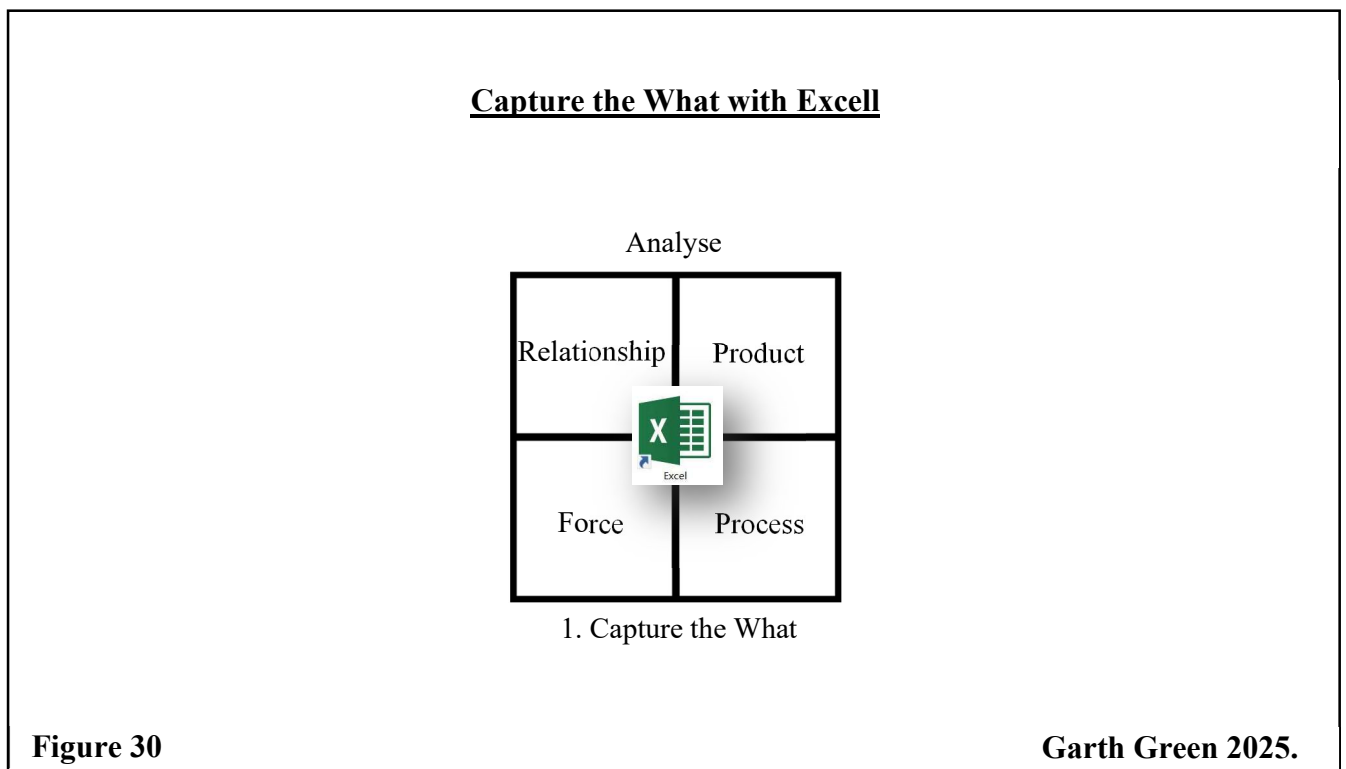 Capture the What with Excell
Analyse
Relationship Product
X
Excel
Force Process
1. Capture the What
Figure 30 Garth Green 2025.